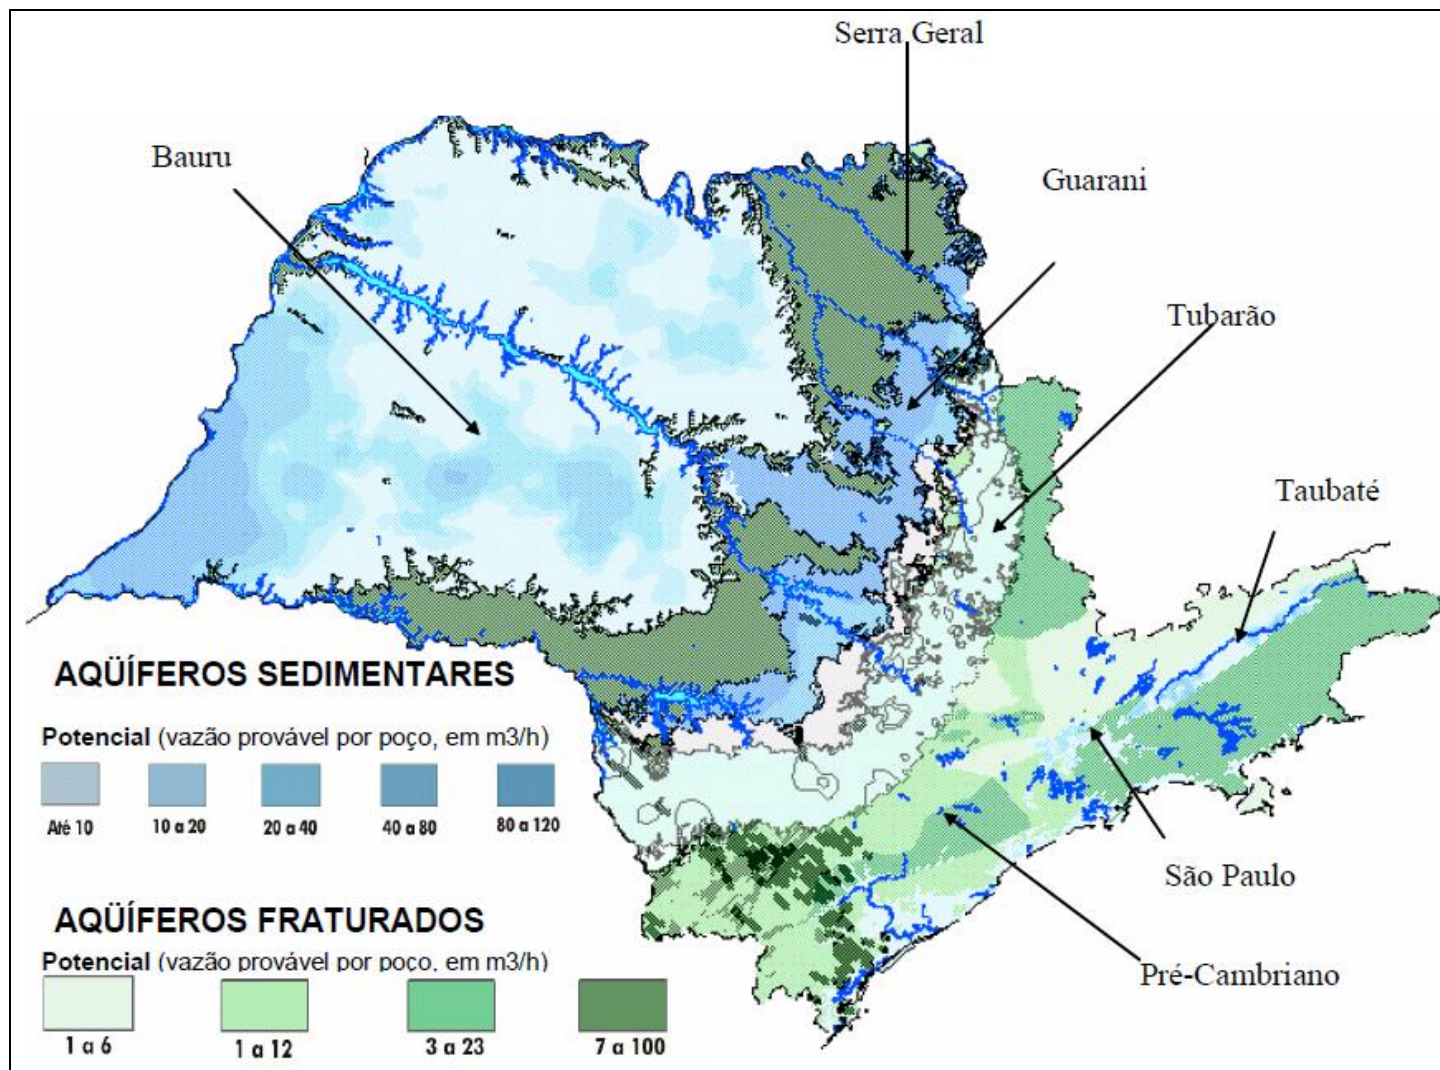 Serra Geral
Bauru
Guarani
Tubarão
Taubaté
AQÜÍFEROS SEDIMENTARES
Potencial (vazão provável por poço, em m3/h)
Até 10 10 a 20 20 a 40 40 a 80 80 a 120
São Paulo
AQÜÍFEROS FRATURADOS
Potencial (vazão provável por poço, em m3/h)
Pré-Cambriano
1 a 6 1 a 12 3 a 23 7 a 100